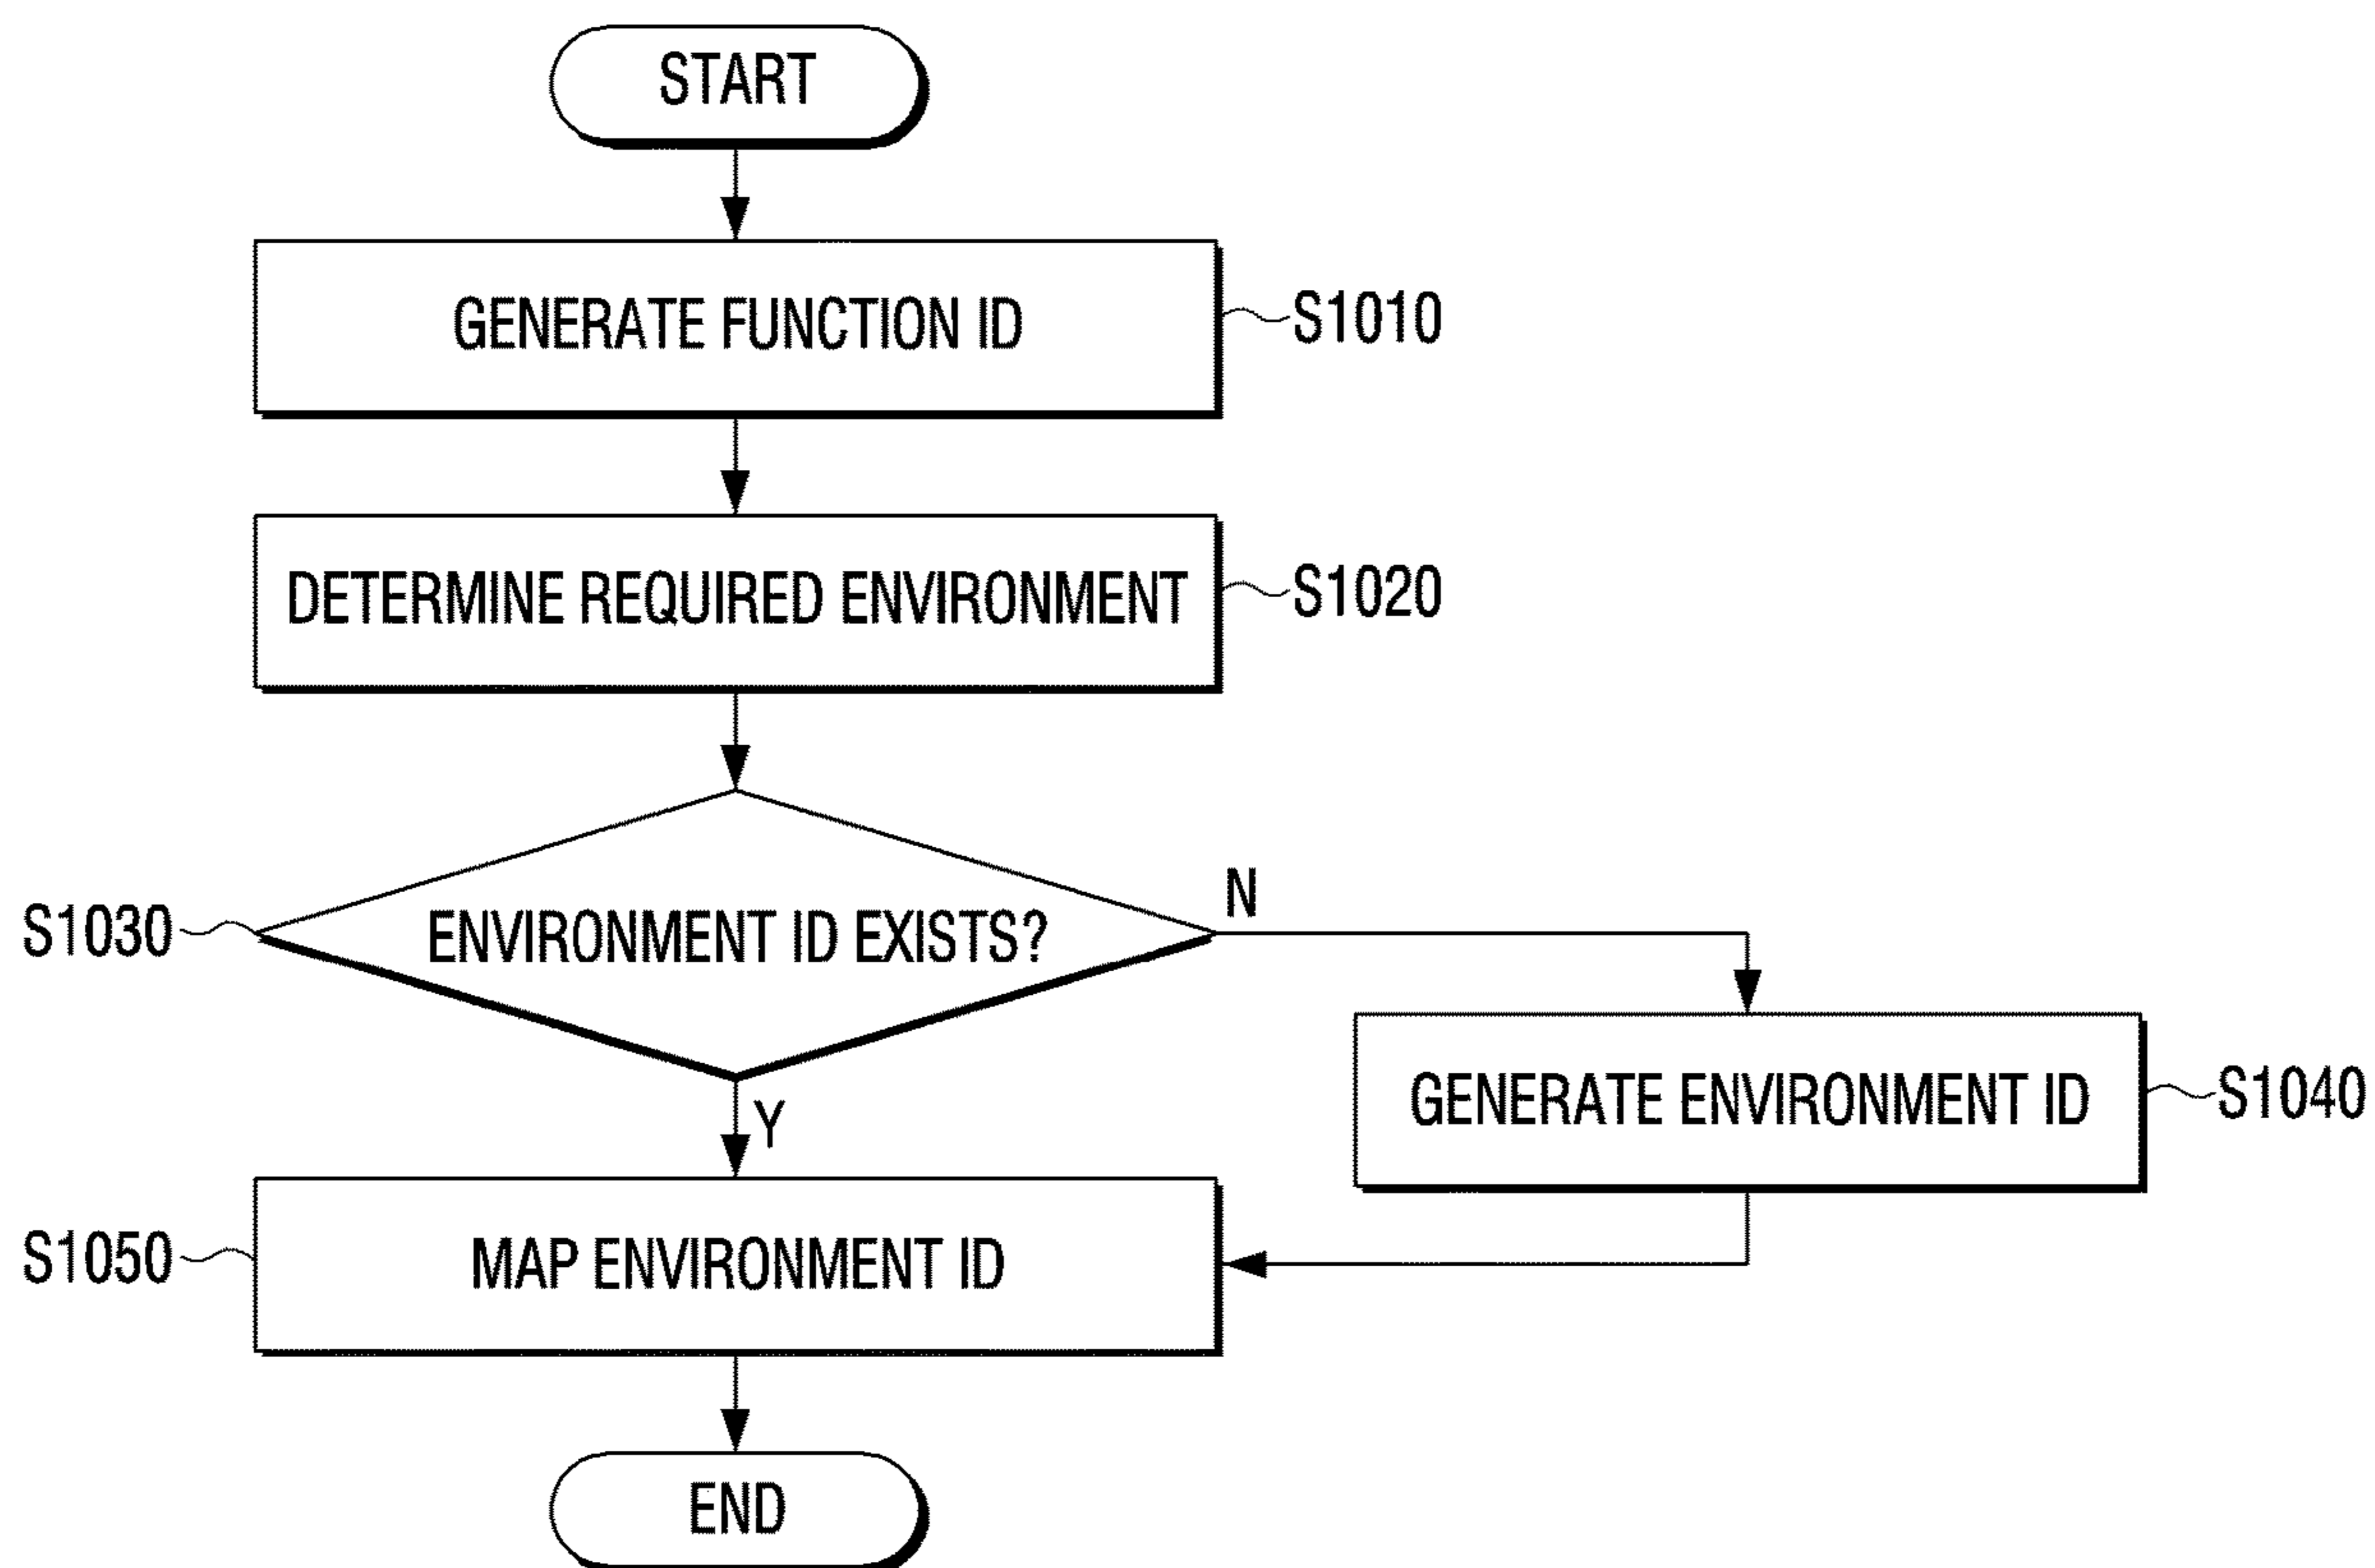 START
GENERATE FUNCTION ID
S1010
DETERMINE REQUIRED ENVIRONMENT
S1020
S1030
ENVIRONMENT ID EXISTS?
N
Y
GENERATE ENVIRONMENT ID
S1040
S1050
MAP ENVIRONMENT ID
END